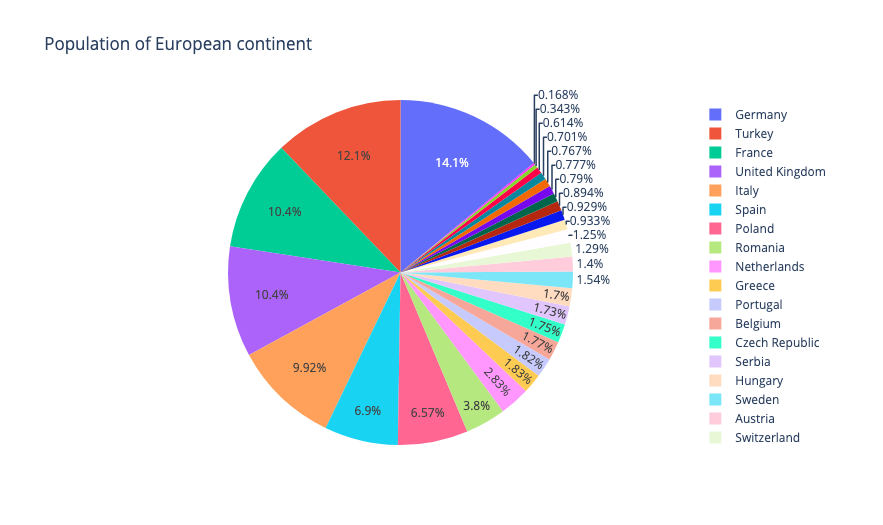 Population of European continent
0.168%
0.343%
0.614%
0.701%
0.767%
0.777%
0.79%
0.894%
0.929%
0.933%
1.25%
1.29%
1.4%
1.54%
1.7%
1.73%
1.75%
1.77%
1.82%
1.83%
2.83%
3.8%
6.57%
6.9%
9.92%
10.4%
10.4%
12.1%
14.1%
Germany
Turkey
France
United Kingdom
Italy
Spain
Poland
Romania
Netherlands
Greece
Portugal
Belgium
Czech Republic
Serbia
Hungary
Sweden
Austria
Switzerland